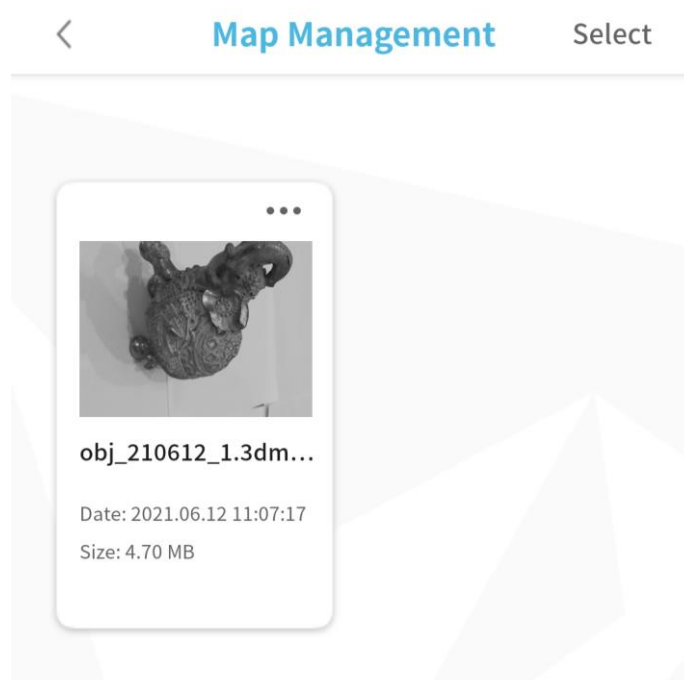 Map Management
Select
obj_210612_1.3dm...
Date: 2021.06.12 11:07:17
Size: 4.70 MB